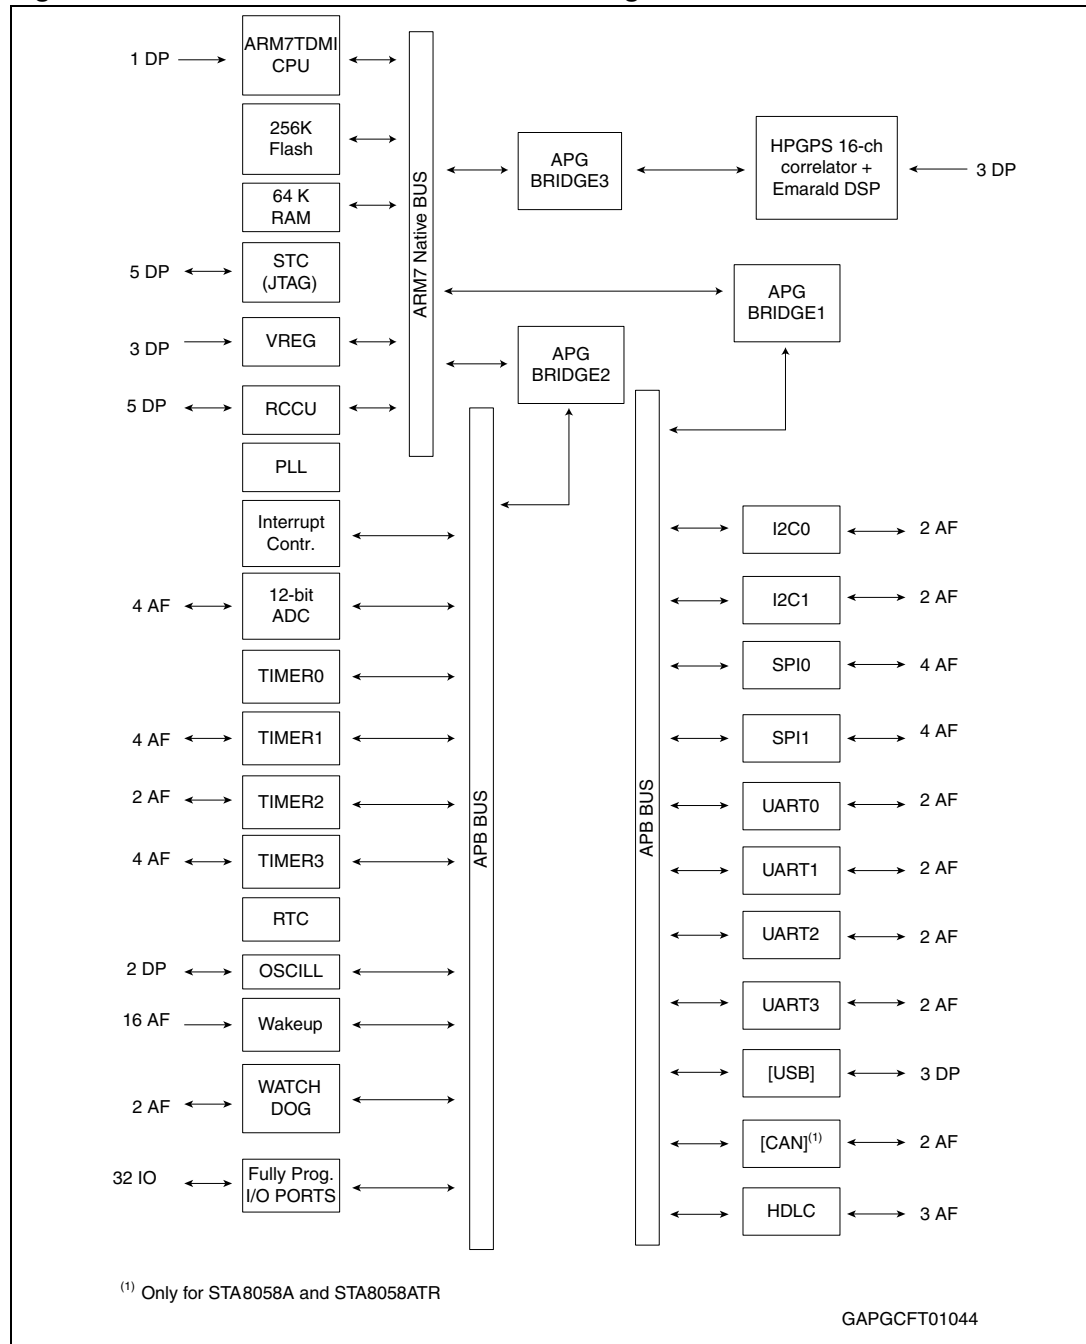 1 DP
ARM7TDMI
CPU
256K
Flash
64 K
RAM
5 DP
STC
(JTAG)
3 DP
VREG
5 DP
RCCU
PLL
Interrupt
Contr.
4 AF
12-bit
ADC
TIMER0
4 AF
TIMER1
2 AF
TIMER2
4 AF
TIMER3
RTC
2 DP
OSCILL
16 AF
Wakeup
2 AF
WATCH
DOG
32 IO
Fully Prog.
I/O PORTS
ARM7 Native BUS
APG
BRIDGE3
HPGPS 16-ch
correlator +
Emarald DSP
3 DP
APG
BRIDGE1
APG
BRIDGE2
APB BUS
APB BUS
I2C0
2 AF
I2C1
2 AF
SPI0
4 AF
SPI1
4 AF
UART0
2 AF
UART1
2 AF
UART2
2 AF
UART3
2 AF
[USB]
3 DP
[CAN](1)
2 AF
HDLC
3 AF
(1) Only for STA8058A and STA8058ATR
GAPGCFT01044